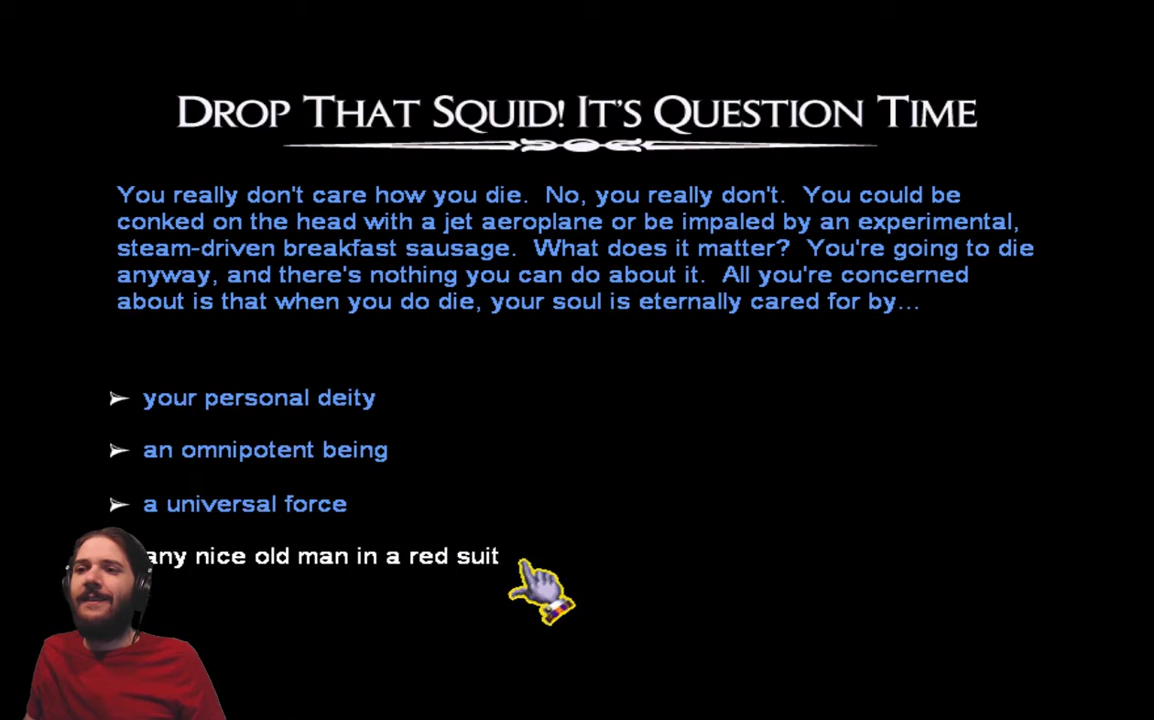 DROP THAT SQUID! IT'S QUESTION TIME
You really don't care how you die. No, you really don't. You could be
conked on the head with a jet aeroplane or be impaled by an experimental,
steam-driven breakfast sausage. What does it matter? You're going to die
anyway, and there's nothing you can do about it. All you're concerned
about is that when you do die, your soul is eternally cared for by...
your personal deity
an omnipotent being
a universal force
any nice old man in a red suit